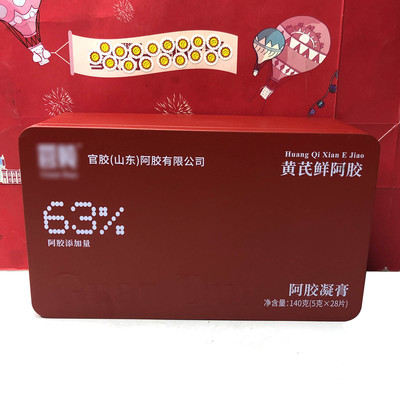 官胶(山东)阿胶有限公司
Huang Qi Xian E Jiao
黄芪鲜阿胶
63%
阿胶添加量
阿胶凝膏
净含量:140克(5克×28片)